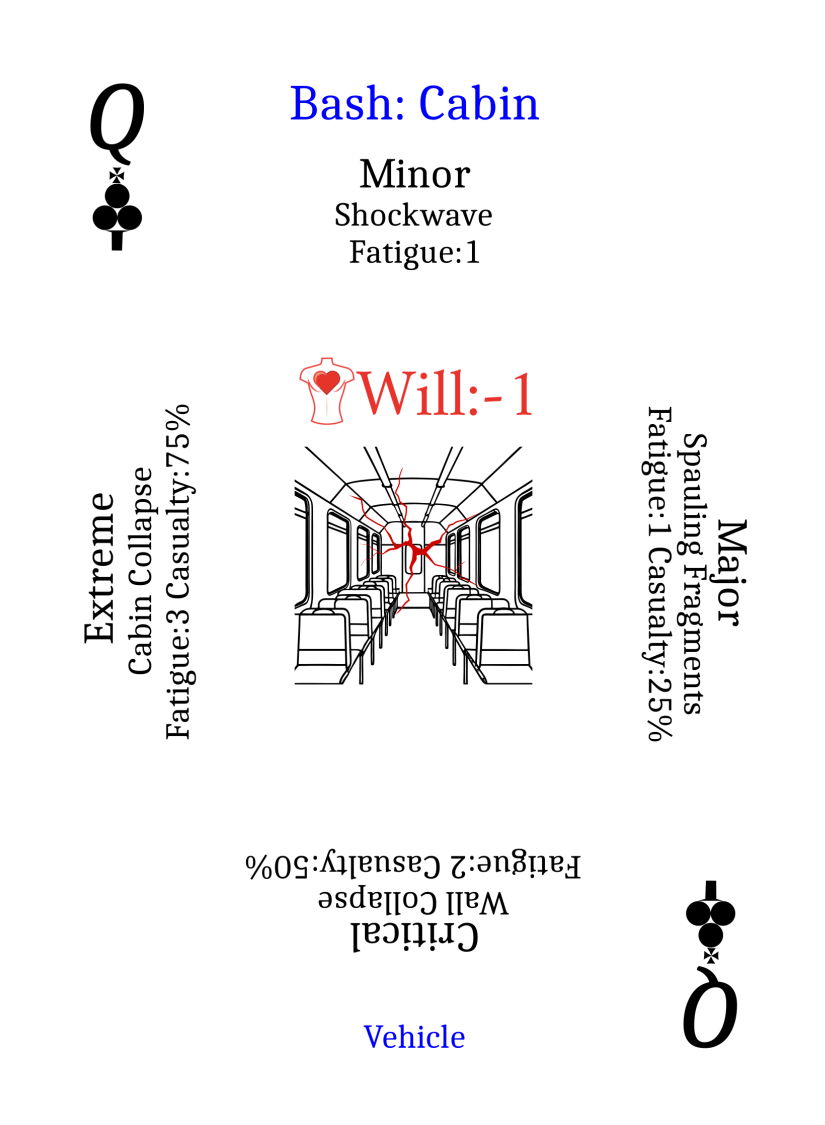 Q
Bash: Cabin
Minor
Shockwave
Fatigue:1
Will:-1
Extreme
Cabin Collapse
Fatigue:3 Casualty:75%
Major
Spauling Fragments
Fatigue:1 Casualty:25%
Critical
Wall Collapse
Fatigue:2 Casualty:50%
Vehicle
Q